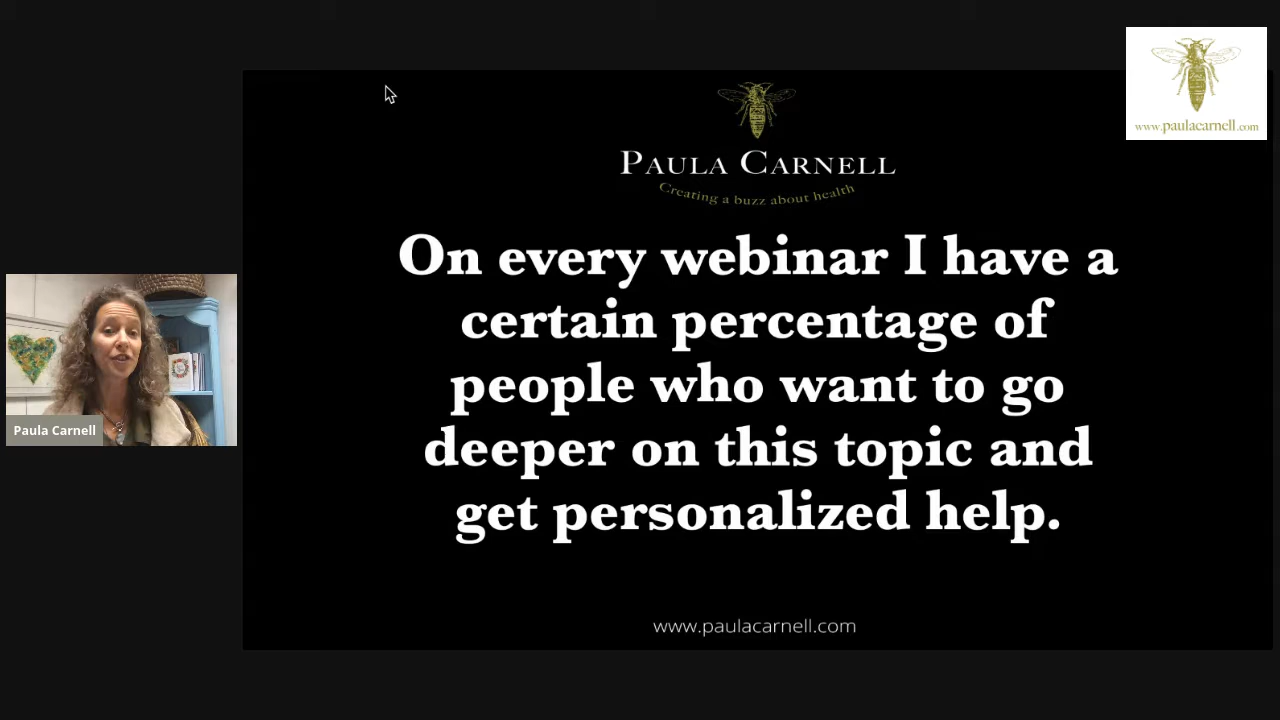 www.paulacarnell.com
PAULA CARNELL
Creating a buzz about health
On every webinar I have a
certain percentage of
people who want to go
deeper on this topic and
get personalized help.
Paula Carnell
www.paulacarnell.com